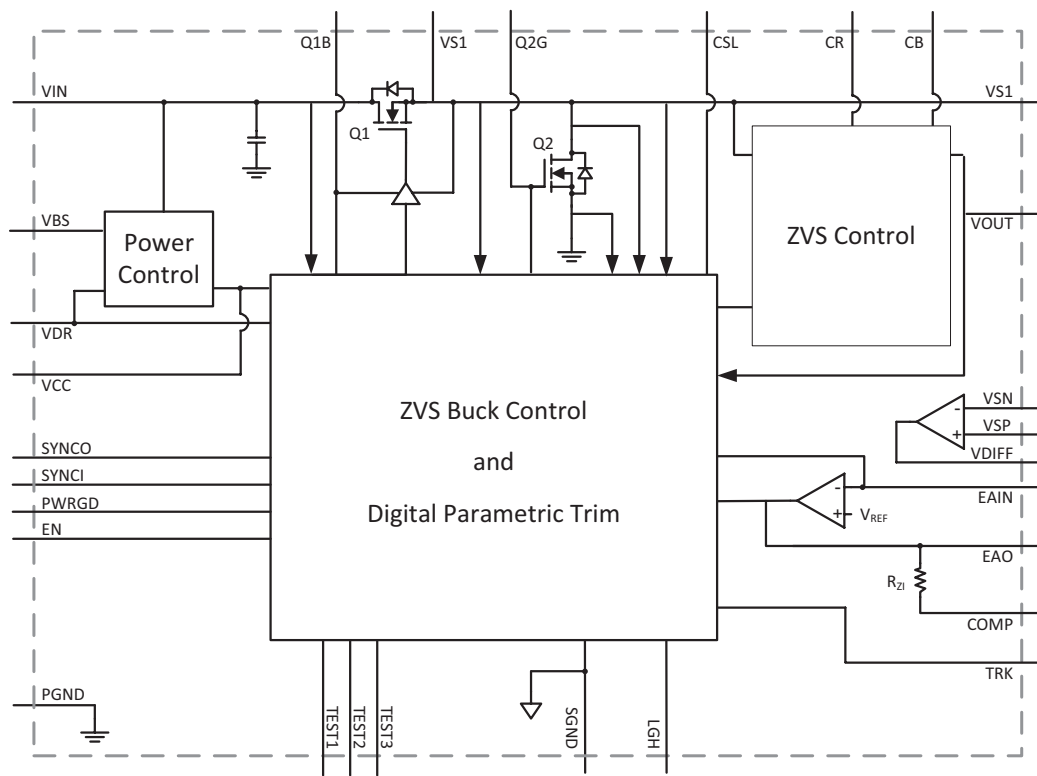 Q1B
VS1
Q2G
CSL
CR
CB
VIN
VS1
Q1
Q2
VBS
Power
Control
ZVS Control
VOUT
VDR
VCC
ZVS Buck Control
and
Digital Parametric Trim
VSN
-
VSP
+
VDIFF
SYNCO
SYNCI
PWRGD
EN
-
EAIN
+
VREF
EAO
RZI
COMP
TRK
PGND
TEST1
TEST2
TEST3
SGND
LGH